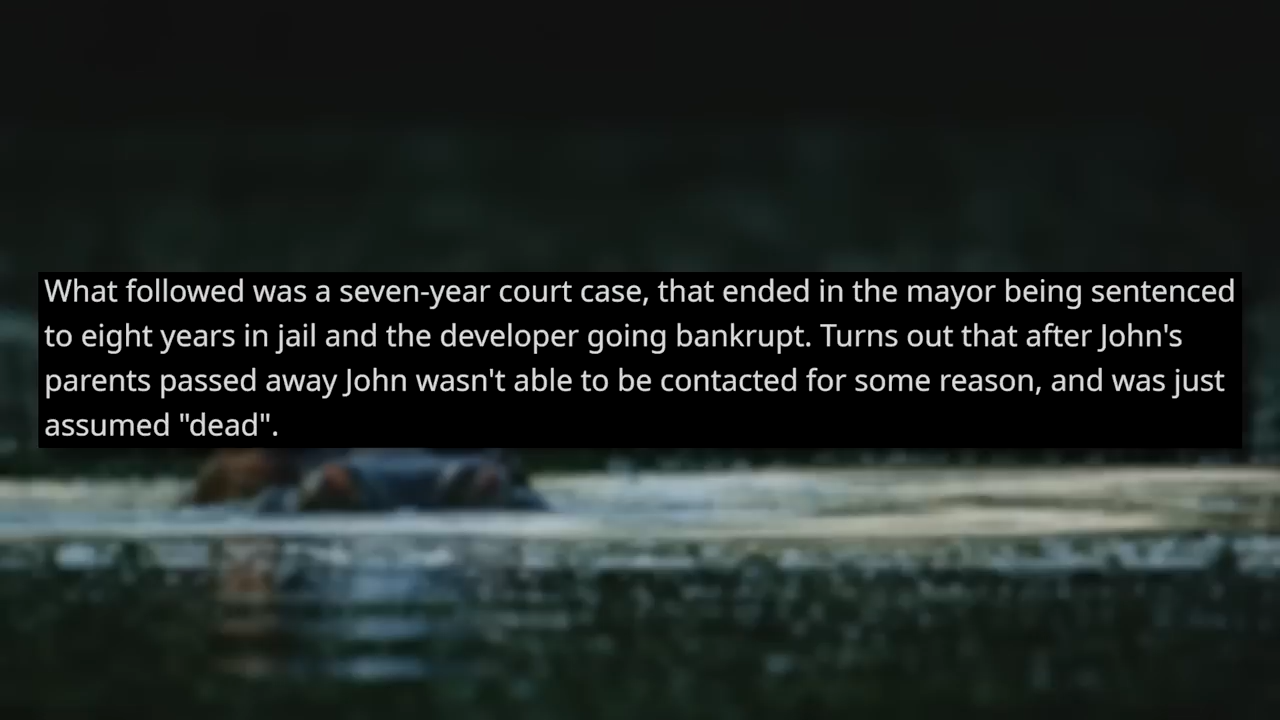 What followed was a seven-year court case, that ended in the mayor being sentenced
to eight years in jail and the developer going bankrupt. Turns out that after John's
parents passed away John wasn't able to be contacted for some reason, and was just
assumed "dead".